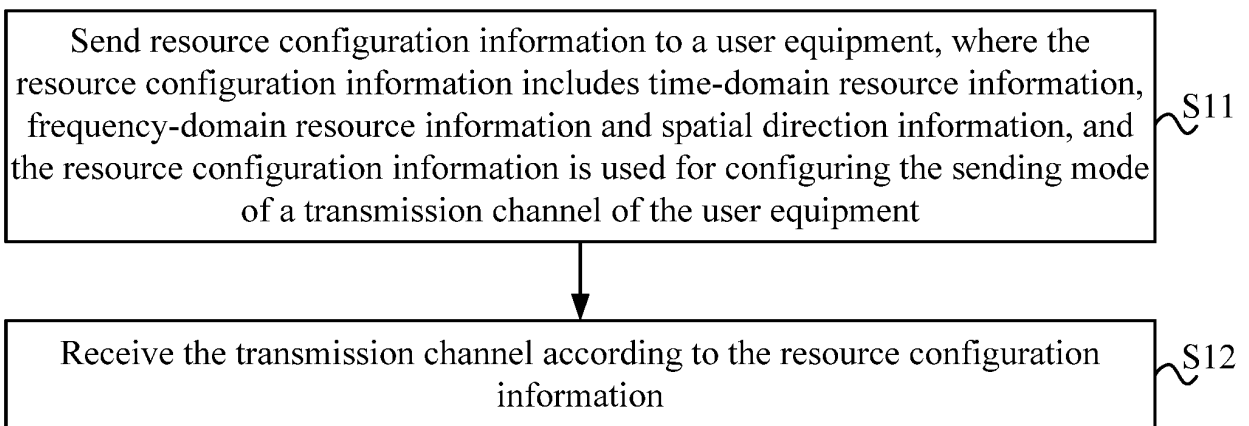 Send resource configuration information to a user equipment, where the
resource configuration information includes time-domain resource information,
frequency-domain resource information and spatial direction information, and
the resource configuration information is used for configuring the sending mode
of a transmission channel of the user equipment
S11
Receive the transmission channel according to the resource configuration
information
S12